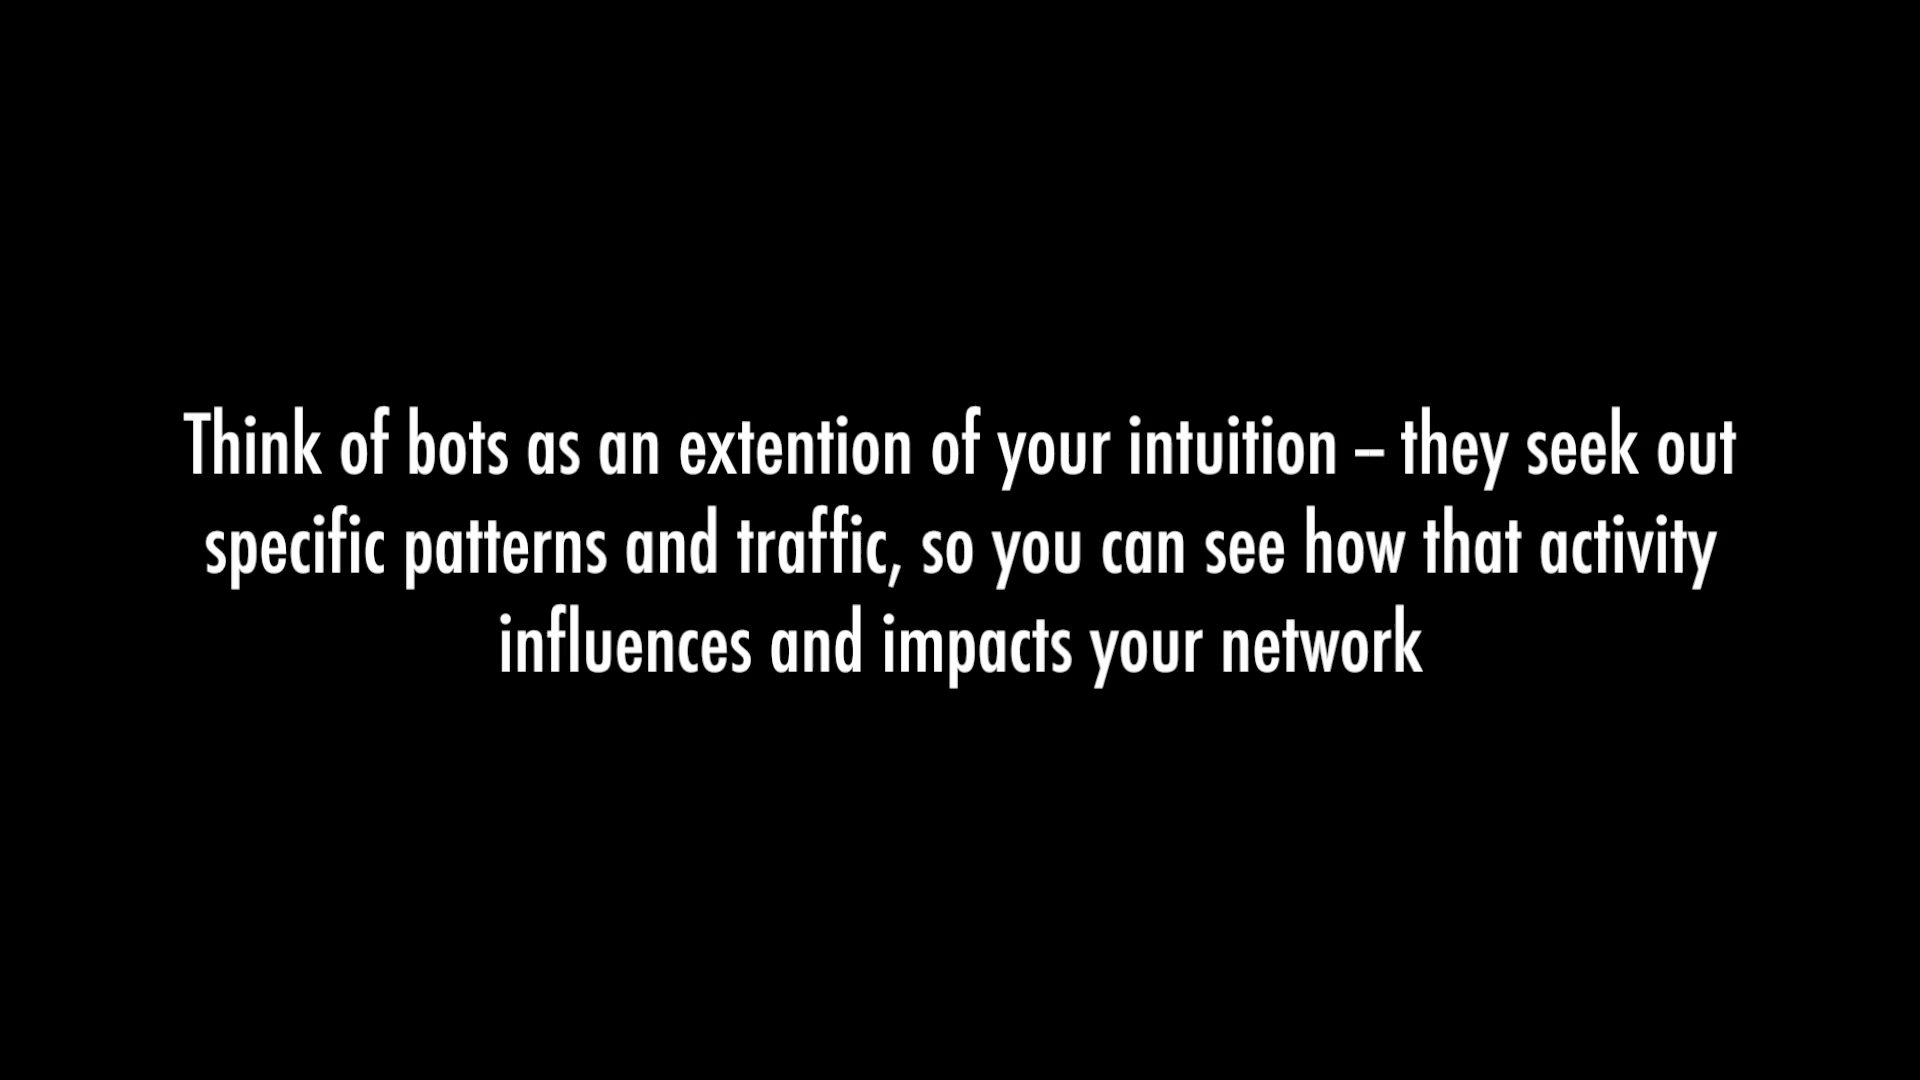 Think of bots as an extention of your intuition – they seek out
specific patterns and traffic, so you can see how that activity
influences and impacts your network